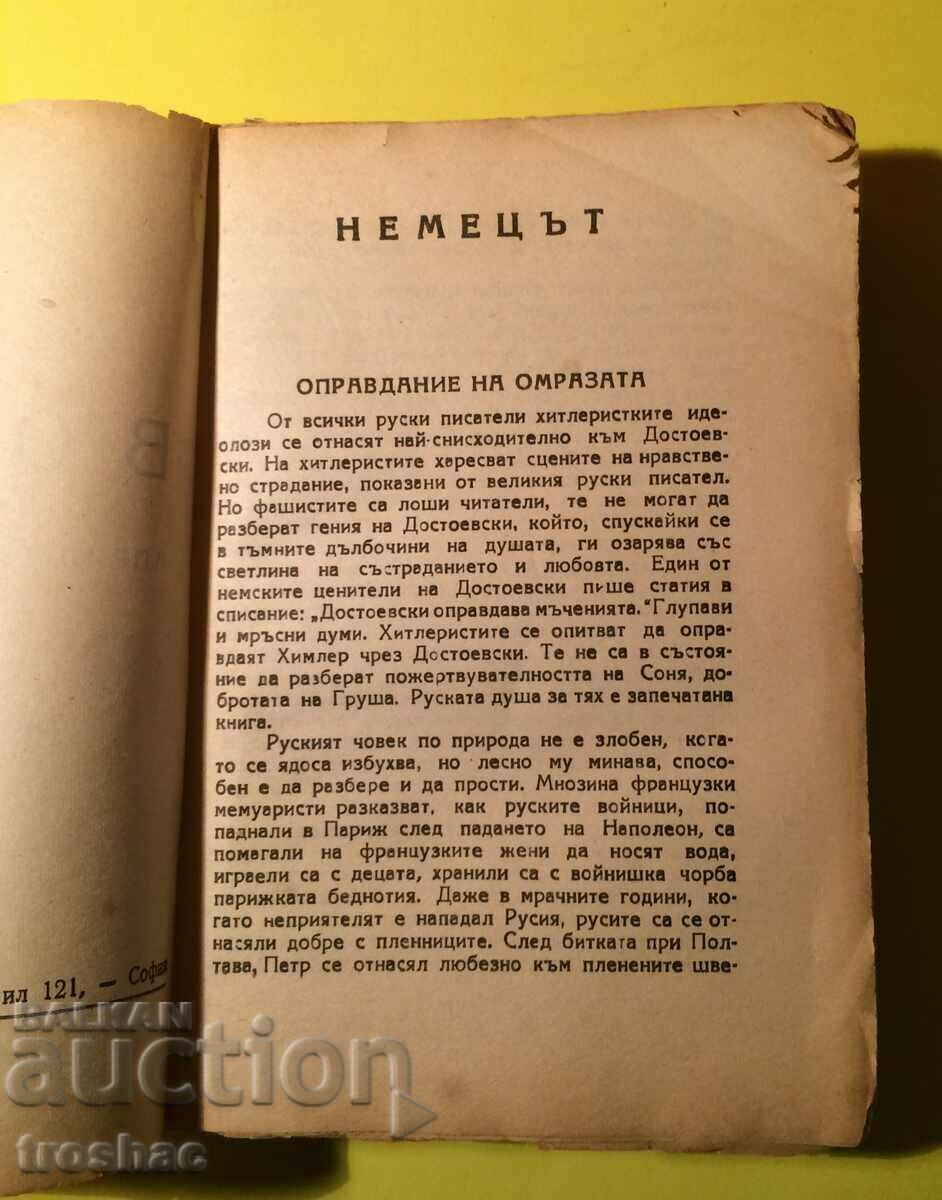 НЕМЕЦЪТ
ОПРАВДАНИЕ НА ОМРАЗАТА
От всички руски писатели хитлеристките иде-
олози се отнасят най-снисходително към Достоев-
ски. На хитлеристите харесват сцените на нравстве-
но страдание, показани от великия руски писател.
Но фашистите са лоши читатели, те не могат да
разберат гения на Достоевски, който, спускайки се
в тъмните дълбочини на душата, ги озарява със
светлина на състраданието и любовта. Един от
немските ценители на Достоевски пише статия в
списание: „Достоевски оправдава мъченията.“ Глупави
и мръсни думи. Хитлеристите се опитват да опра-
вдаят Химлер чрез Достоевски. Те не са в състоя-
ние да разберат пожертвувателността на Соня, до-
бротата на Груша. Руската душа за тях е запечатана
книга.
Руският човек по природа не е злобен, кога-
то се ядоса избухва, но лесно му минава, спосо-
бен е да разбере и да прости. Мнозина французки
мемуаристи разказват, как руските войници, по-
паднали в Париж след падането на Наполеон, са
помагали на французките жени да носят вода,
играели са с децата, хранили са с войнишка чорба
парижката беднотия. Даже в мрачните години, ко-
гато неприятелят е нападал Русия, русите са се от-
насяли добре с пленниците. След битката при Пол-
тава, Петр се отнасял любезно към пленените шве-
ил 121, – София
BALKAN
auction
troshac